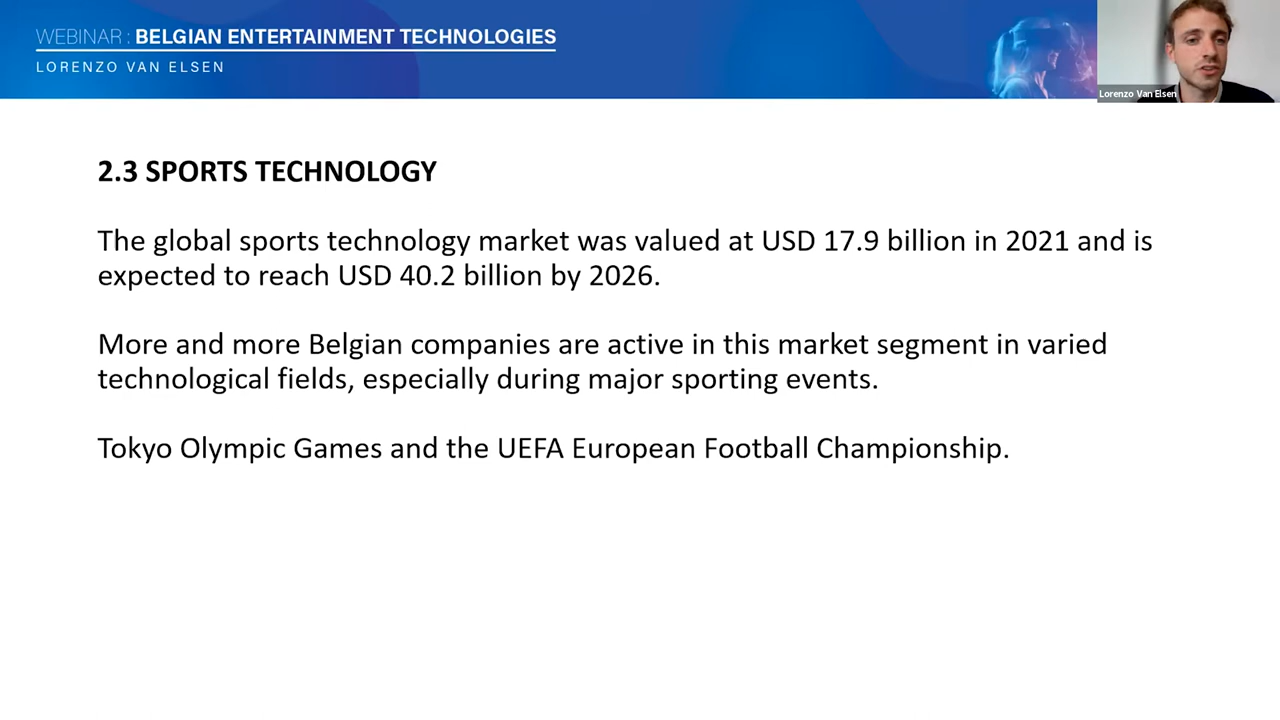 WEBINAR : BELGIAN ENTERTAINMENT TECHNOLOGIES
LORENZO VAN ELSEN
Lorenzo Van Elsen
2.3 SPORTS TECHNOLOGY
The global sports technology market was valued at USD 17.9 billion in 2021 and is
expected to reach USD 40.2 billion by 2026.
More and more Belgian companies are active in this market segment in varied
technological fields, especially during major sporting events.
Tokyo Olympic Games and the UEFA European Football Championship.